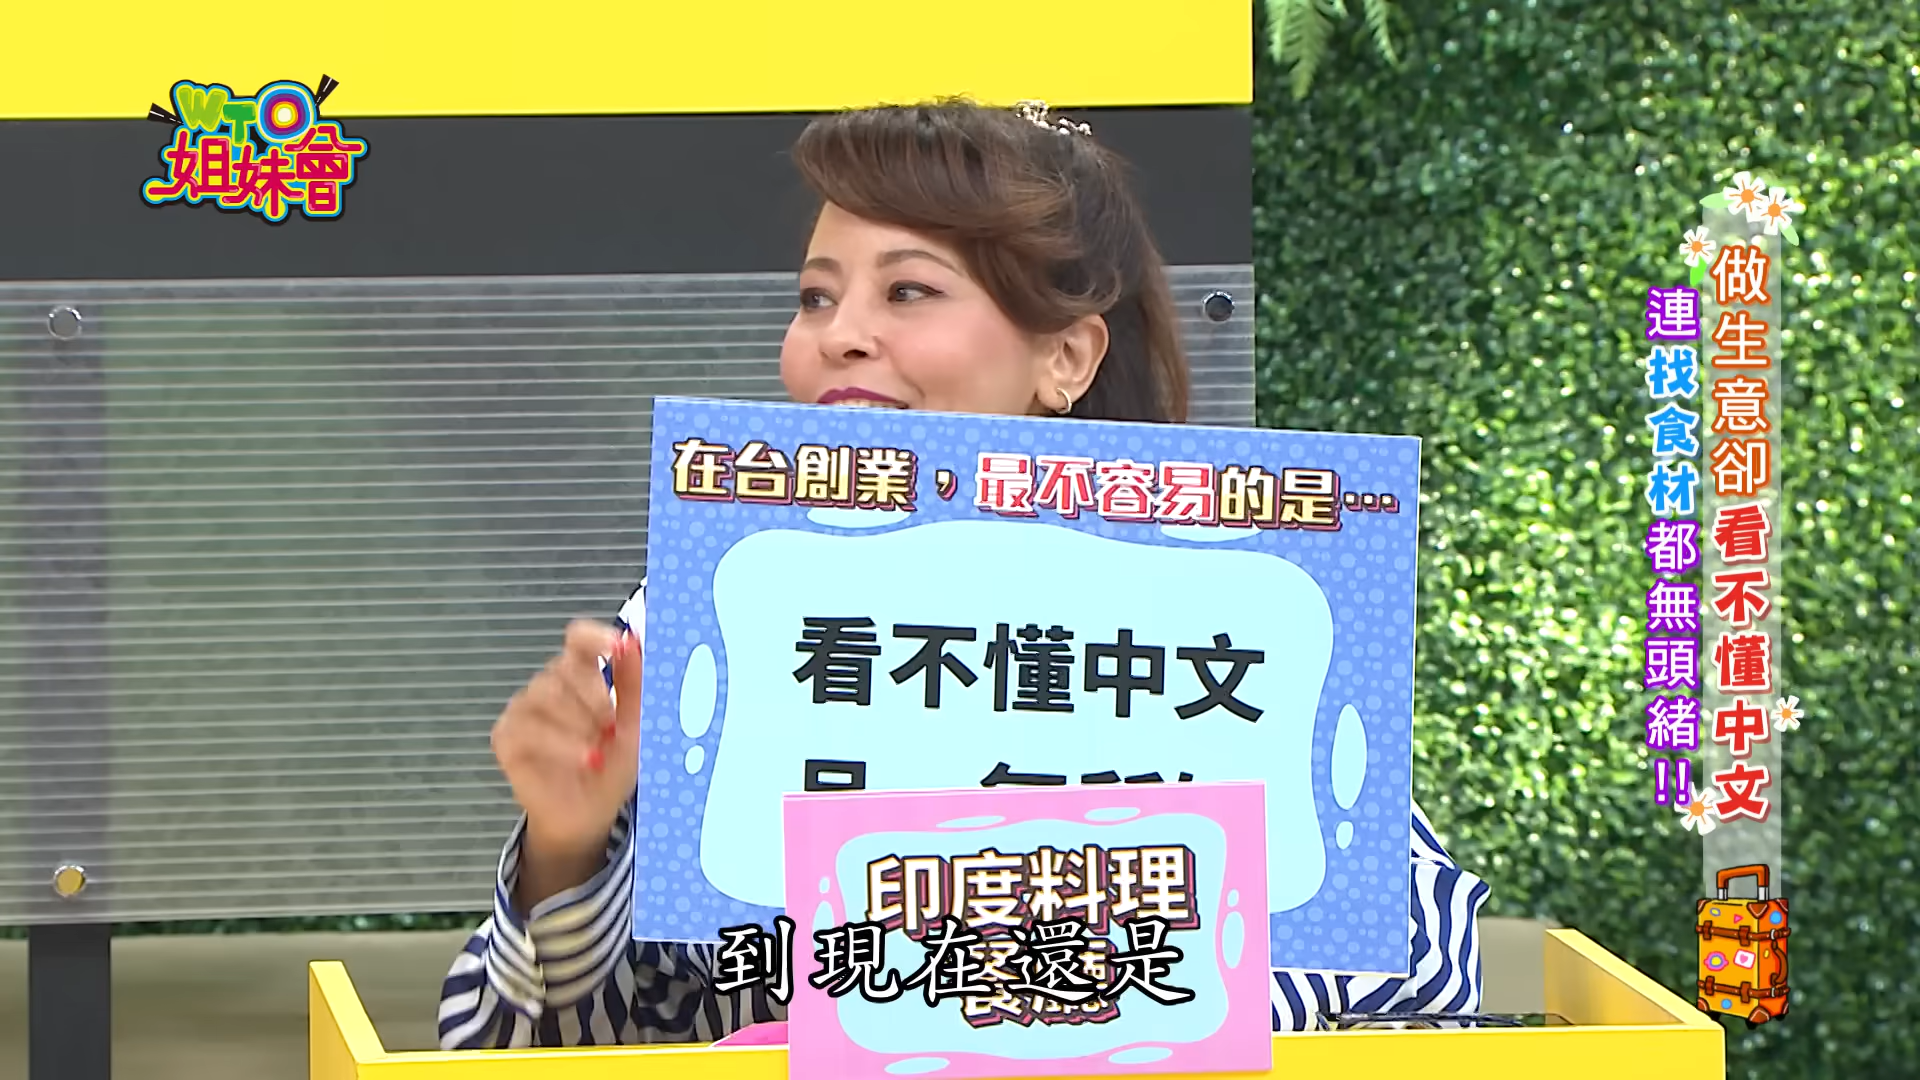 WTO
姐妹會
做生意卻看不懂中文
連找食材都無頭緒!!
在台創業，最不容易的是…
看不懂中文
印度料理
餐廳
到現在還是